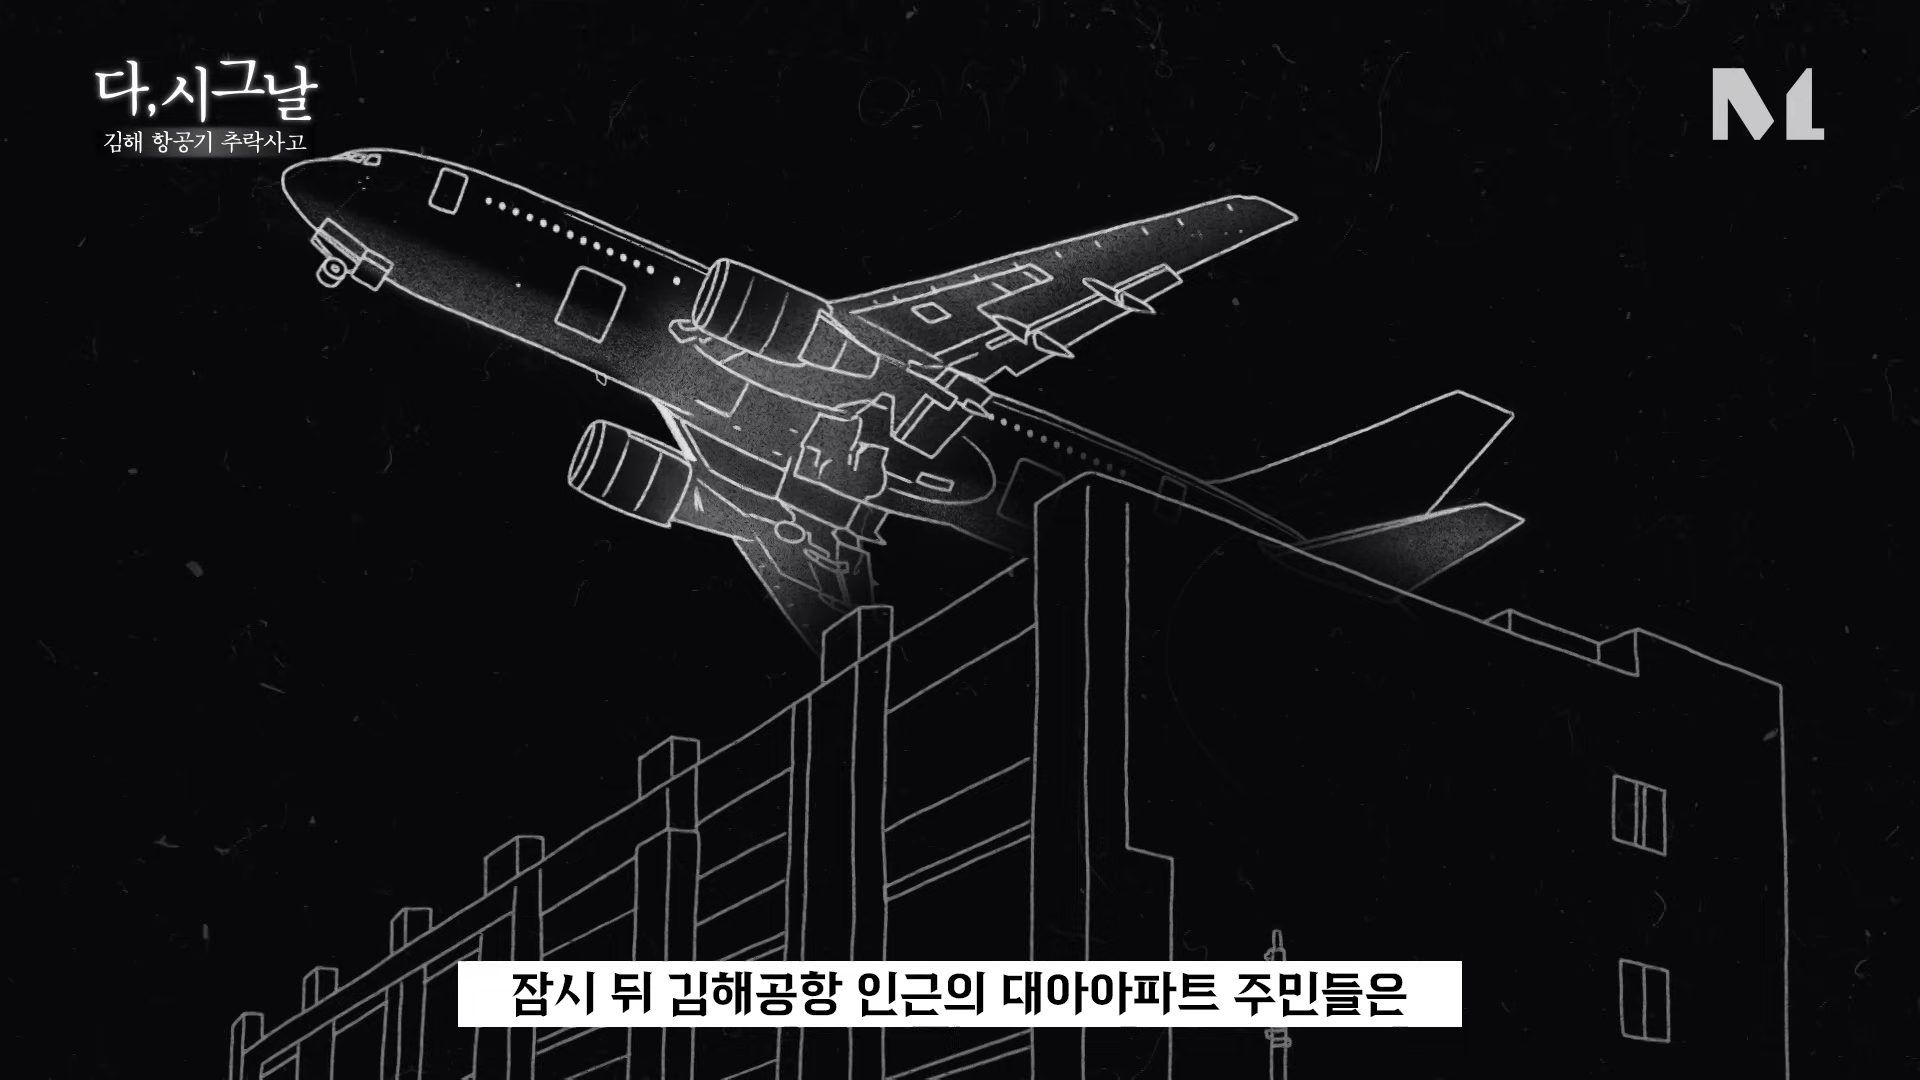 다, 시그날
김해 항공기 추락사고
잠시 뒤 김해공항 인근의 대아아파트 주민들은